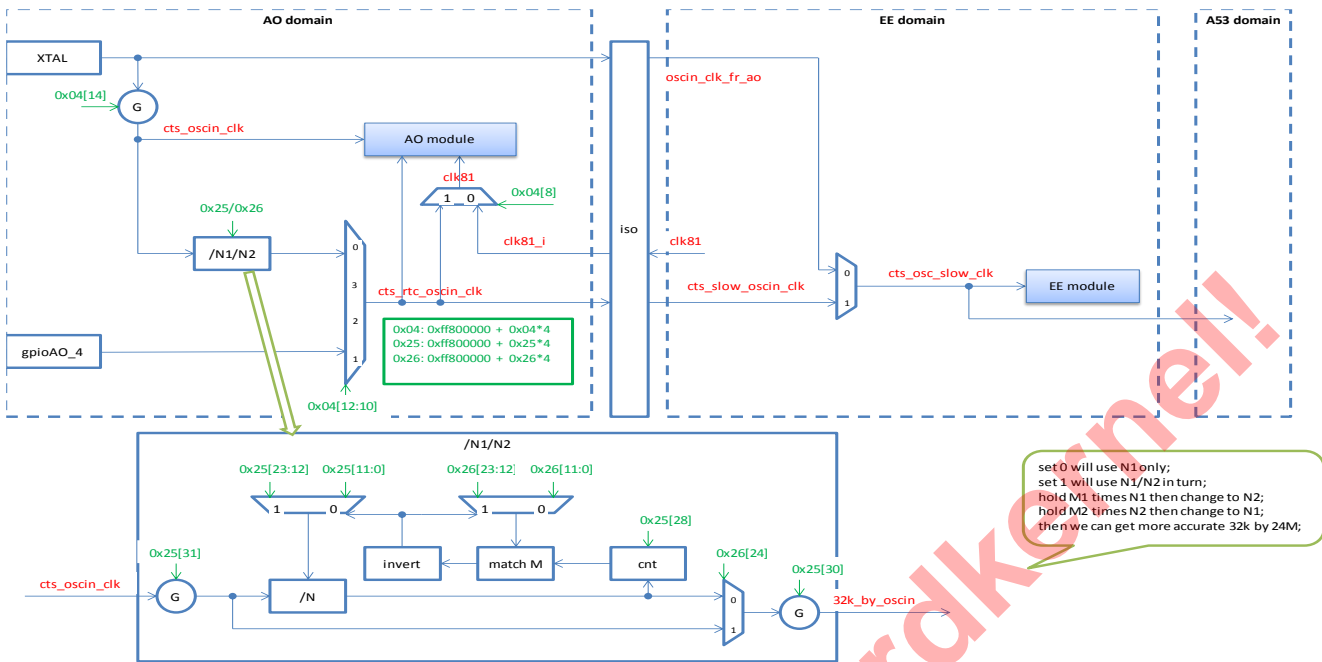 AO domain
EE domain
A53 domain
XTAL
oscin_clk_fr_ao
0x04[14]
G
cts_oscin_clk
AO module
clk81
1 0
0x04[8]
0x25/0x26
iso
/N1/N2
0
clk81_i
clk81
3
cts_rtc_oscin_clk
cts_slow_oscin_clk
0
1
cts_osc_slow_clk
EE module
2
0x04: 0xff800000 + 0x04*4
0x25: 0xff800000 + 0x25*4
0x26: 0xff800000 + 0x26*4
gpioAO_4
1
0x04[12:10]
/N1/N2
0x25[23:12] 0x25[11:0] 0x26[23:12] 0x26[11:0]
1 0 1 0
0x25[28]
0x25[31]
invert
match M
cnt
0x26[24]
0x25[30]
cts_oscin_clk
G
/N
0
1
G
32k_by_oscin
set 0 will use N1 only;
set 1 will use N1/N2 in turn;
hold M1 times N1 then change to N2;
hold M2 times N2 then change to N1;
then we can get more accurate 32k by 24M;
rdkernel!